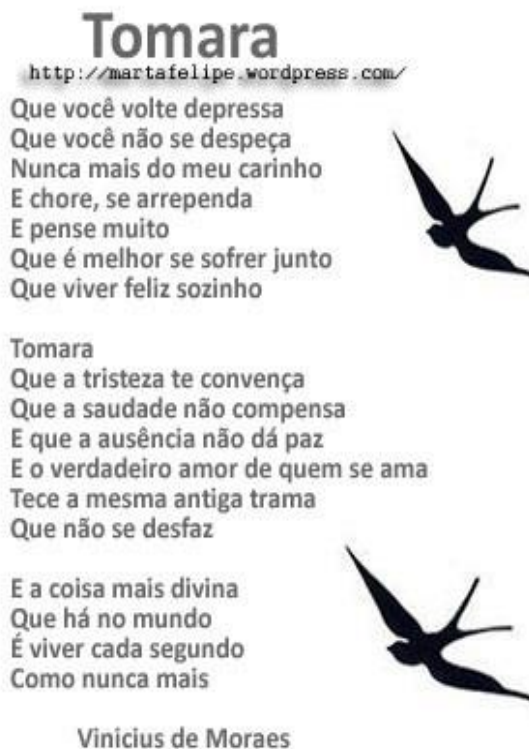 Tomara
http://martafelipe.wordpress.com/
Que você volte depressa
Que você não se despeça
Nunca mais do meu carinho
E chore, se arrependa
E pense muito
Que é melhor se sofrer junto
Que viver feliz sozinho
Tomara
Que a tristeza te convença
Que a saudade não compensa
E que a ausência não dá paz
E o verdadeiro amor de quem se ama
Tece a mesma antiga trama
Que não se desfaz
E a coisa mais divina
Que há no mundo
É viver cada segundo
Como nunca mais
Vinicius de Moraes